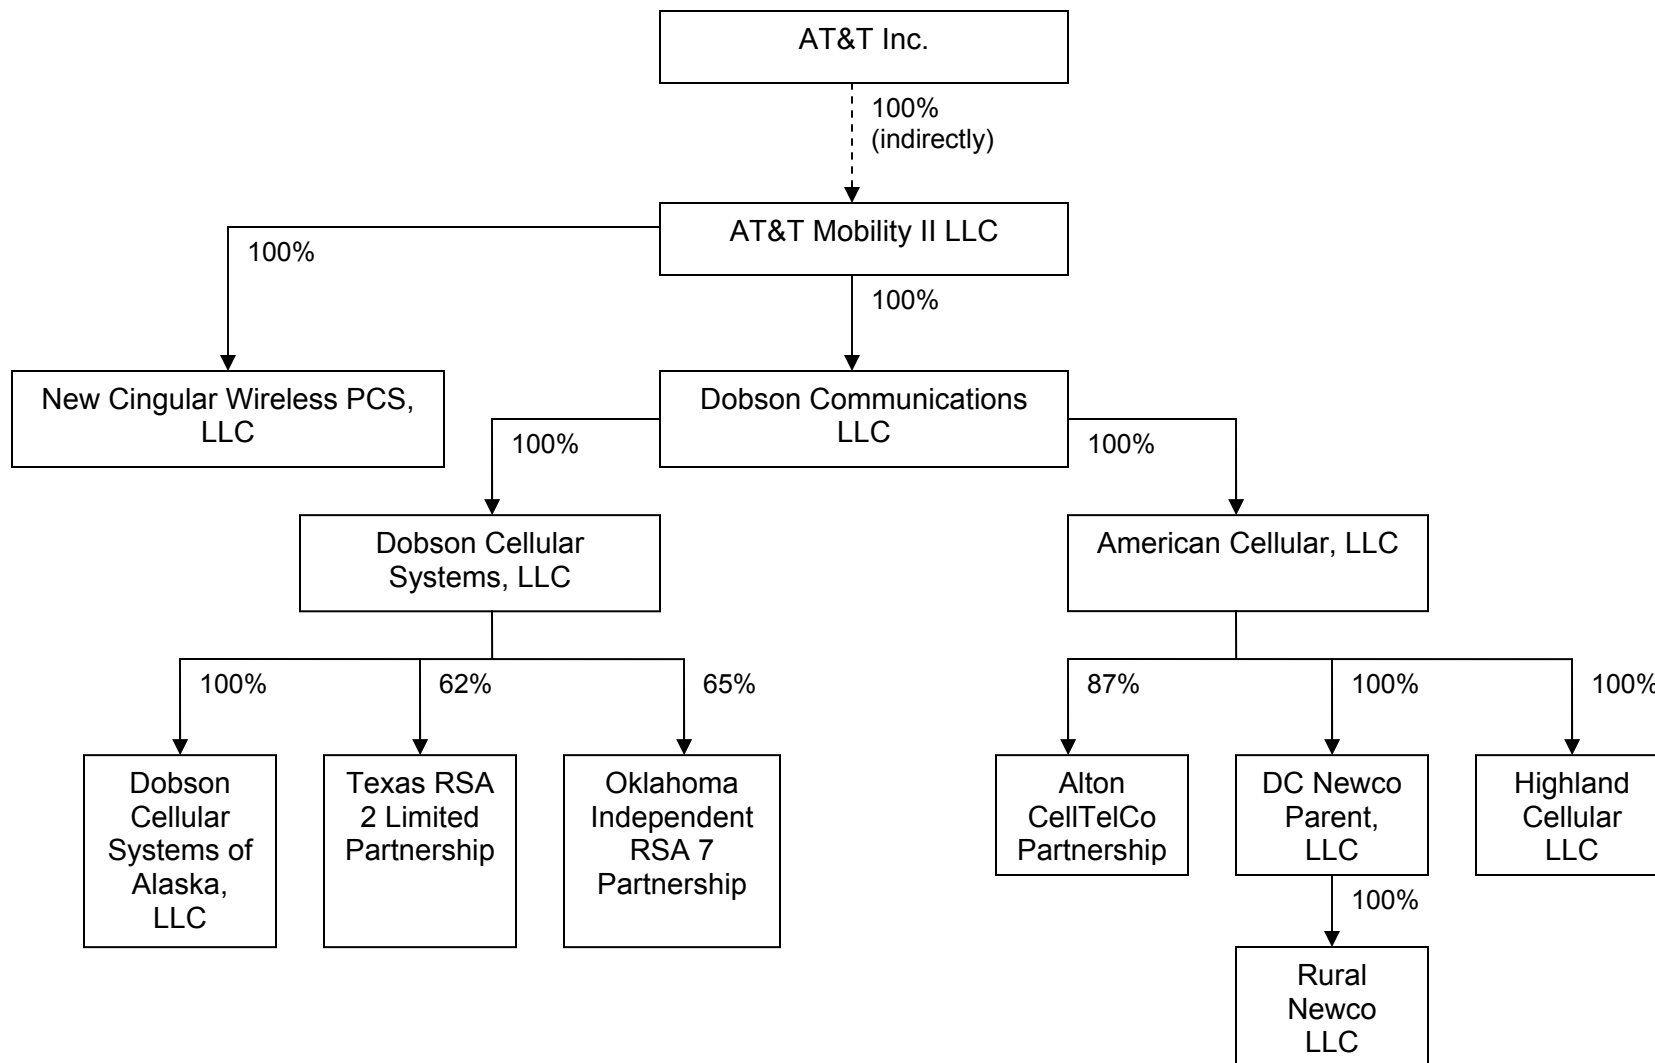 AT&T Inc.
100%
(indirectly)
AT&T Mobility II LLC
100%
100%
New Cingular Wireless PCS,
LLC
Dobson Communications
LLC
100%
100%
Dobson Cellular
Systems, LLC
American Cellular, LLC
100%
62%
65%
87%
100%
100%
Dobson
Cellular
Systems of
Alaska,
LLC
Texas RSA
2 Limited
Partnership
Oklahoma
Independent
RSA 7
Partnership
Alton
CellTelCo
Partnership
DC Newco
Parent,
LLC
Highland
Cellular
LLC
100%
Rural
Newco
LLC